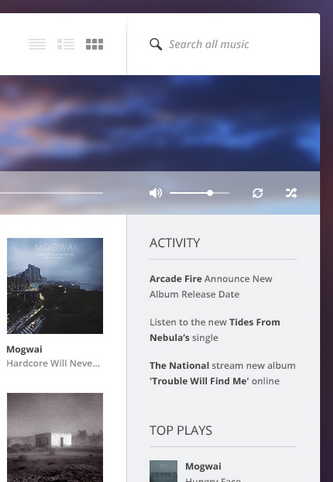 Search all music
MOGWAI
Mogwai
Hardcore Will Neve...
ACTIVITY
Arcade Fire Announce New
Album Release Date
Listen to the new Tides From
Nebula's single
The National stream new album
'Trouble Will Find Me' online
TOP PLAYS
Mogwai
Hungry Face